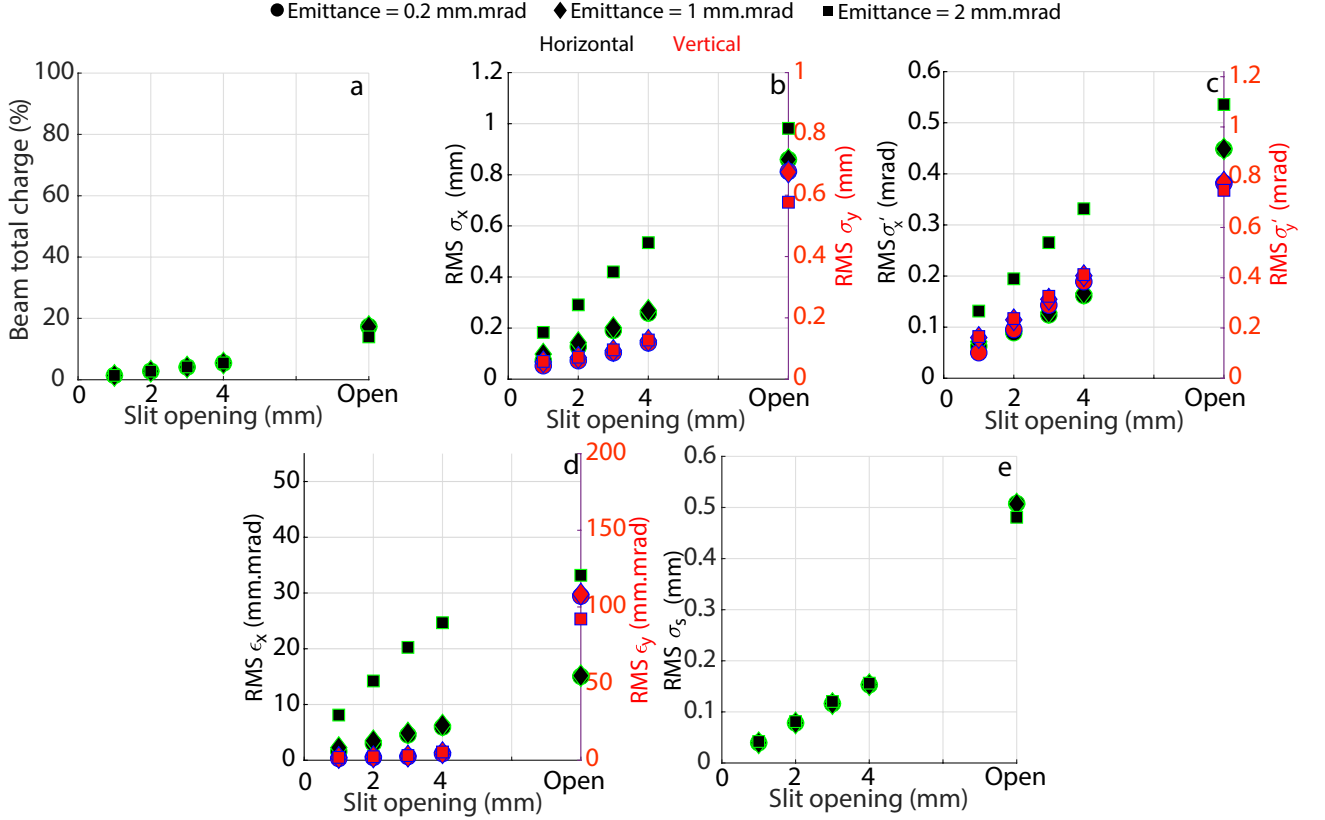 Emittance = 0.2 mm.mrad Emittance = 1 mm.mrad Emittance = 2 mm.mrad
Horizontal Vertical
a
Beam total charge (%)
100
80
60
40
20
0
0 2 4 Open
Slit opening (mm)
b
RMS σx (mm)
1.2
1
0.8
0.6
0.4
0.2
0
0 2 4 Open
Slit opening (mm)
1
0.8
0.6
0.4
0.2
0
RMS σy (mm)
c
RMS σx′ (mrad)
0.6
0.5
0.4
0.3
0.2
0.1
0
0 2 4 Open
Slit opening (mm)
1.2
1
0.8
0.6
0.4
0.2
0
RMS σy′ (mrad)
d
RMS ϵx (mm.mrad)
50
40
30
20
10
0
0 2 4 Open
Slit opening (mm)
200
150
100
50
0
RMS ϵy (mm.mrad)
e
RMS σs (mm)
0.6
0.5
0.4
0.3
0.2
0.1
0
0 2 4 Open
Slit opening (mm)